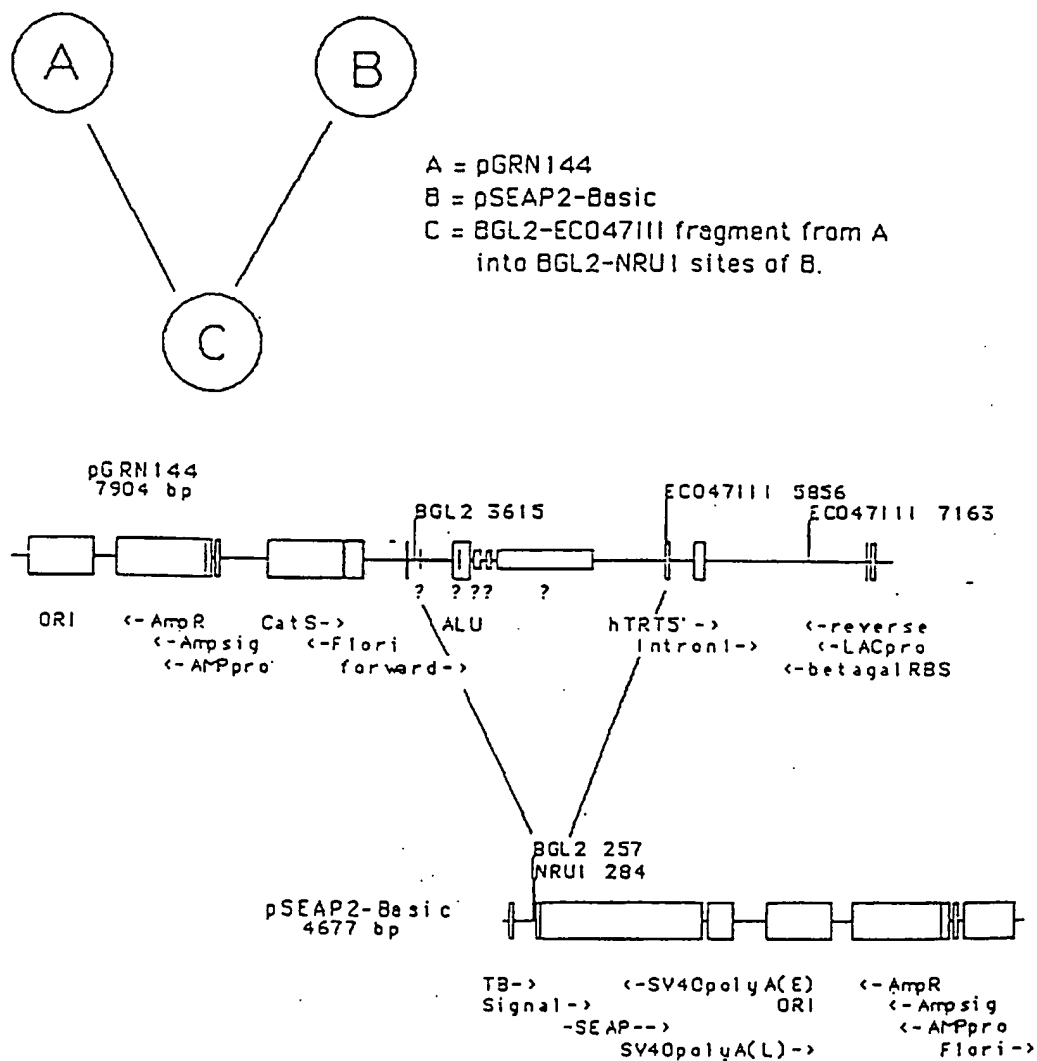 A
B
A = pGRN144
B = pSEAP2-Basic
C = BGL2-ECO47III fragment from A
into BGL2-NRU1 sites of B.
C
pGRN144
7904 bp
BGL2 3615
ECO47III 5856
ECO47III 7163
? ? ?? ?
ORI <-AmpR CatS-> ALU hTRT5'-> <-reverse
<-Ampsig <-F1ori Intron1-> <-LACpro
<-AMPpro forward-> <-betagalRBS
BGL2 257
NRU1 284
pSEAP2-Basic
4677 bp
TB-> <-SV40polyA(E) <-AmpR
Signal-> ORI <-Ampsig
-SEAP--> <-AMPpro
SV40polyA(L)-> F1ori->